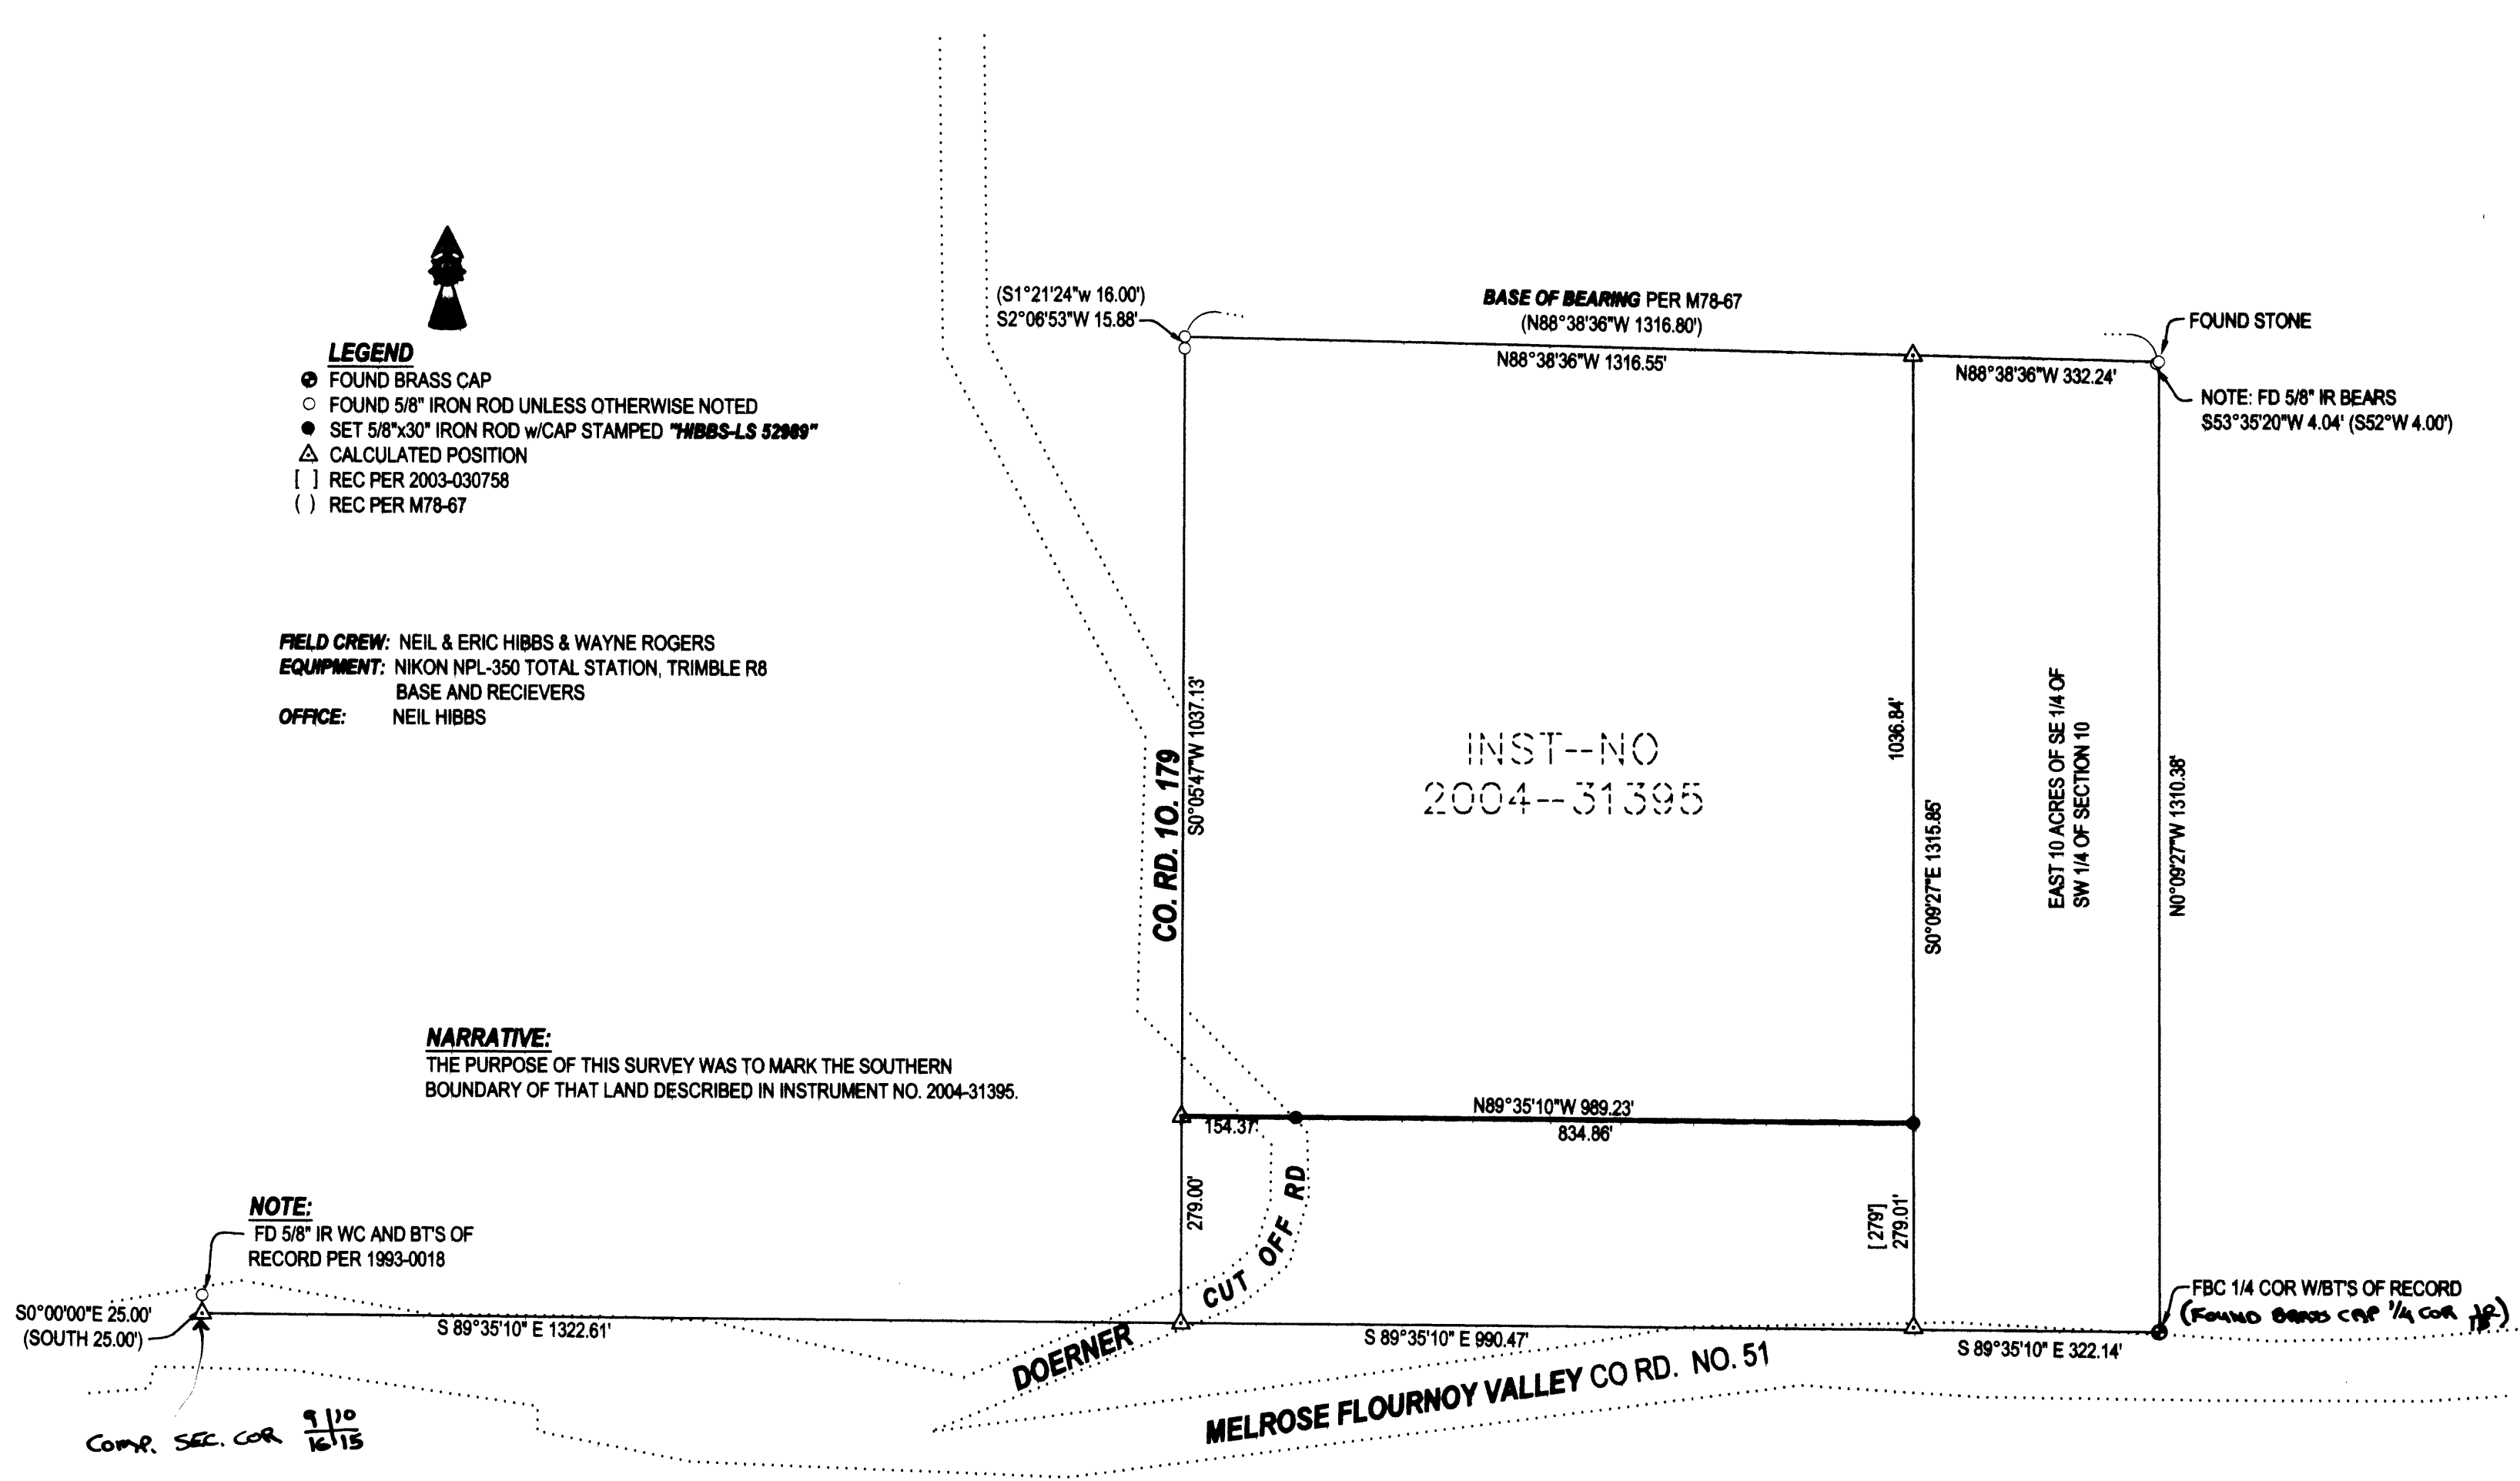 (S1°21'24"w 16.00')
S2°06'53"W 15.88'
BASE OF BEARING PER M78-67
(N88°38'36"W 1316.80')
N88°38'36"W 1316.55'
FOUND STONE
N88°38'36"W 332.24'
NOTE: FD 5/8" IR BEARS
S53°35'20"W 4.04' (S52°W 4.00')
LEGEND
FOUND BRASS CAP
FOUND 5/8" IRON ROD UNLESS OTHERWISE NOTED
SET 5/8"x30" IRON ROD w/CAP STAMPED "HIBBS-LS 52989"
CALCULATED POSITION
[ ] REC PER 2003-030758
( ) REC PER M78-67
FIELD CREW: NEIL & ERIC HIBBS & WAYNE ROGERS
EQUIPMENT: NIKON NPL-350 TOTAL STATION, TRIMBLE R8
BASE AND RECIEVERS
OFFICE: NEIL HIBBS
CO. RD. 1O. 179
S0°05'47"W 1037.13'
INST--NO
2004--31395
1036.84'
S0°09'27"E 1315.85'
EAST 10 ACRES OF SE 1/4 OF
SW 1/4 OF SECTION 10
N0°09'27"W 1310.38'
NARRATIVE:
THE PURPOSE OF THIS SURVEY WAS TO MARK THE SOUTHERN
BOUNDARY OF THAT LAND DESCRIBED IN INSTRUMENT NO. 2004-31395.
N89°35'10"W 989.23'
154.37'
834.86'
279.00'
[279']
279.01'
NOTE:
FD 5/8" IR WC AND BT'S OF
RECORD PER 1993-0018
S0°00'00"E 25.00'
(SOUTH 25.00')
S 89°35'10" E 1322.61'
DOERNER CUT OFF RD
S 89°35'10" E 990.47'
S 89°35'10" E 322.14'
FBC 1/4 COR W/BT'S OF RECORD
(FOUND BRASS CAP 1/4 COR
MELROSE FLOURNOY VALLEY CO RD. NO. 51
COMP. SEC. COR 9 10
16 15